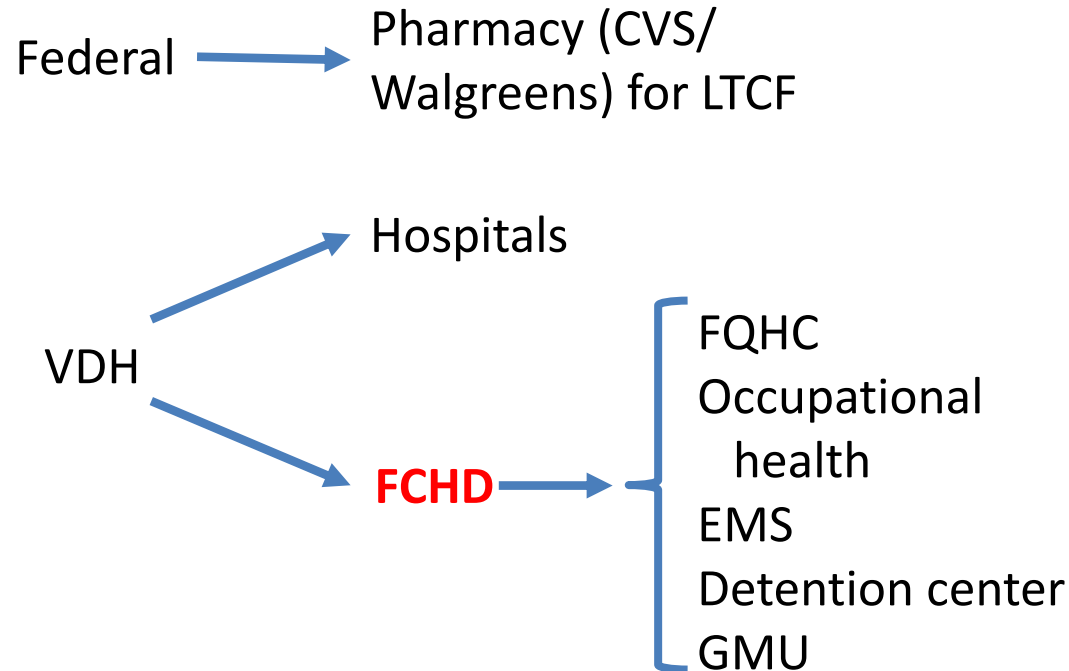 Federal
Pharmacy (CVS/
Walgreens) for LTCF
Hospitals
VDH
FCHD
FQHC
Occupational
health
EMS
Detention center
GMU